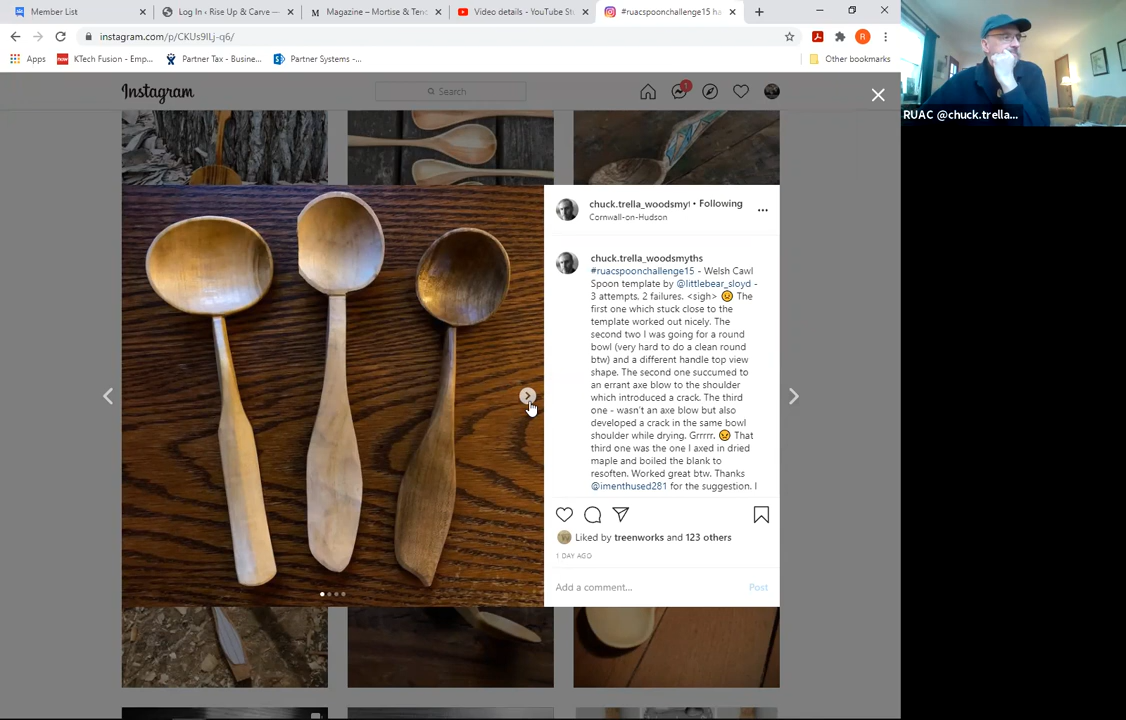 Member List
Log In ‹ Rise Up & Carve —
Magazine – Mortise & Tend
Video details - YouTube St
#ruacspoonchallenge15 ha
instagram.com/p/CKUs9lLj-q6/
R
Apps
now
KTech Fusion - Emp...
Partner Tax - Busine...
Partner Systems -...
Other bookmarks
Instagram
Search
1
RUAC @chuck.trella...
chuck.trella_woodsmyt • Following
Cornwall-on-Hudson
chuck.trella_woodsmyths
#ruacspoonchallenge15 - Welsh Cawl
Spoon template by @littlebear_sloyd -
3 attempts, 2 failures. <sigh> 😟 The
first one which stuck close to the
template worked out nicely. The
second two I was going for a round
bowl (very hard to do a clean round
btw) and a different handle top view
shape. The second one succumed to
an errant axe blow to the shoulder
which introduced a crack. The third
one - wasn't an axe blow but also
developed a crack in the same bowl
shoulder while drying. Grrrrr. 😟 That
third one was the one I axed in dried
maple and boiled the blank to
resoften. Worked great btw. Thanks
@imenthused281 for the suggestion. I
Liked by treenworks and 123 others
1 DAY AGO
Add a comment...
Post